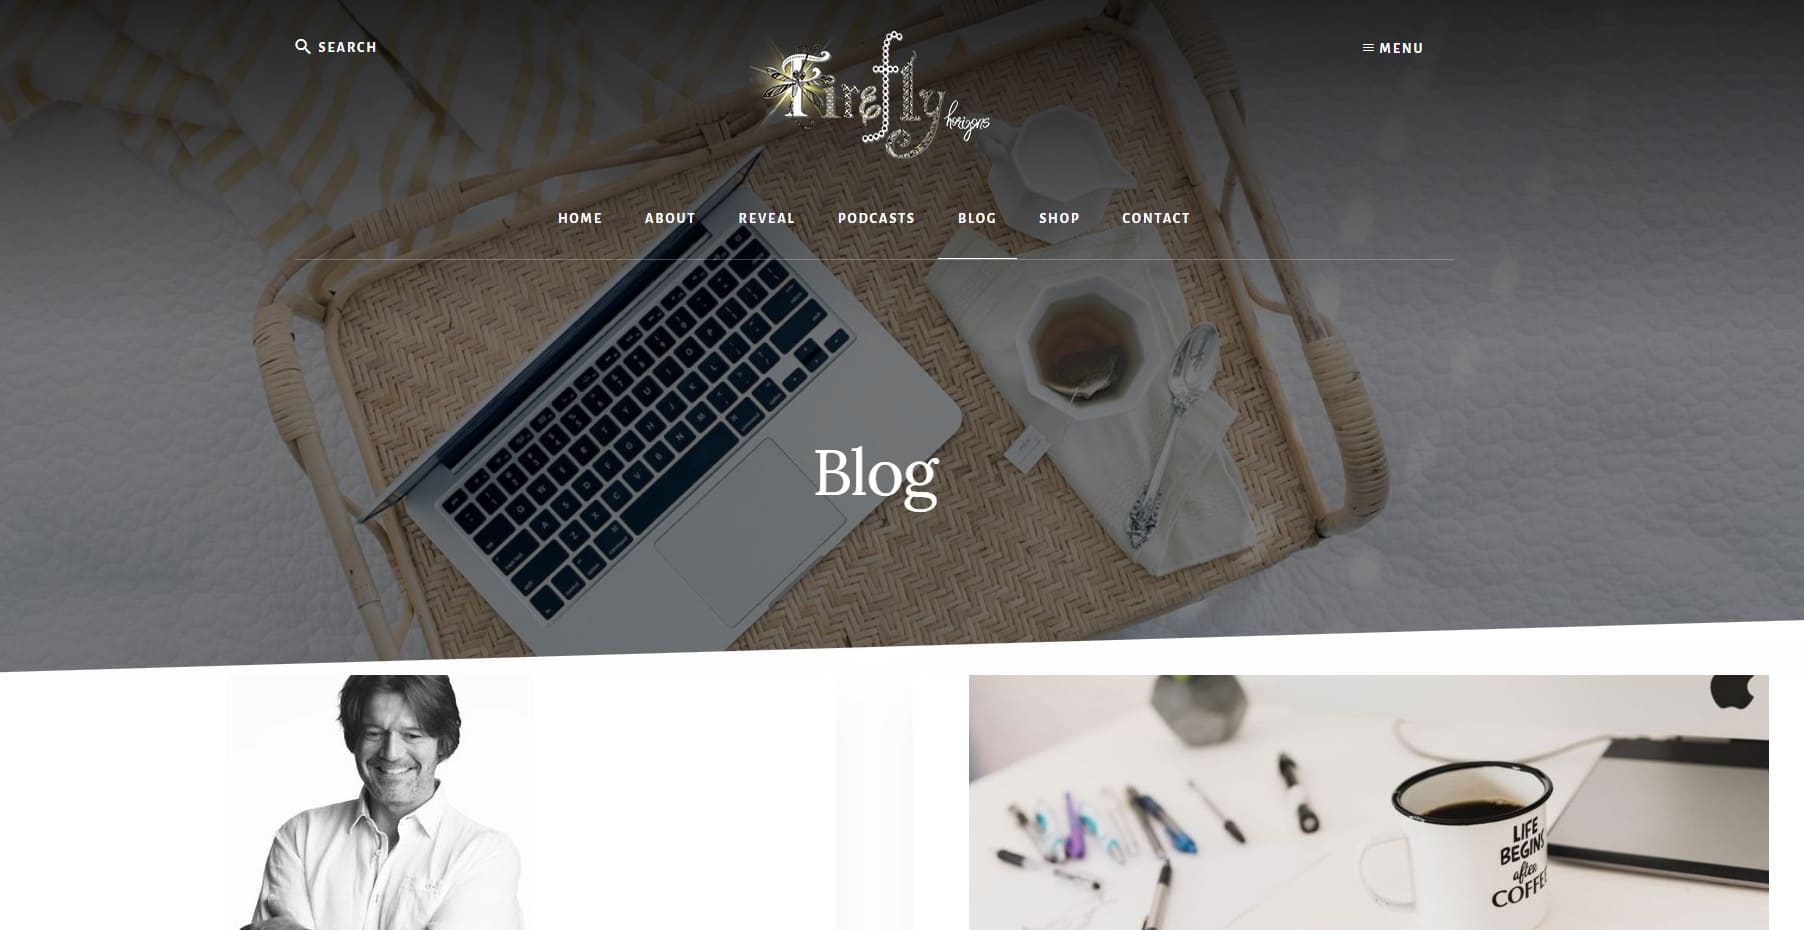 SEARCH
Firefly
horizons
MENU
HOME ABOUT REVEAL PODCASTS BLOG SHOP CONTACT
Blog
LIFE
BEGINS
after
COFFEE